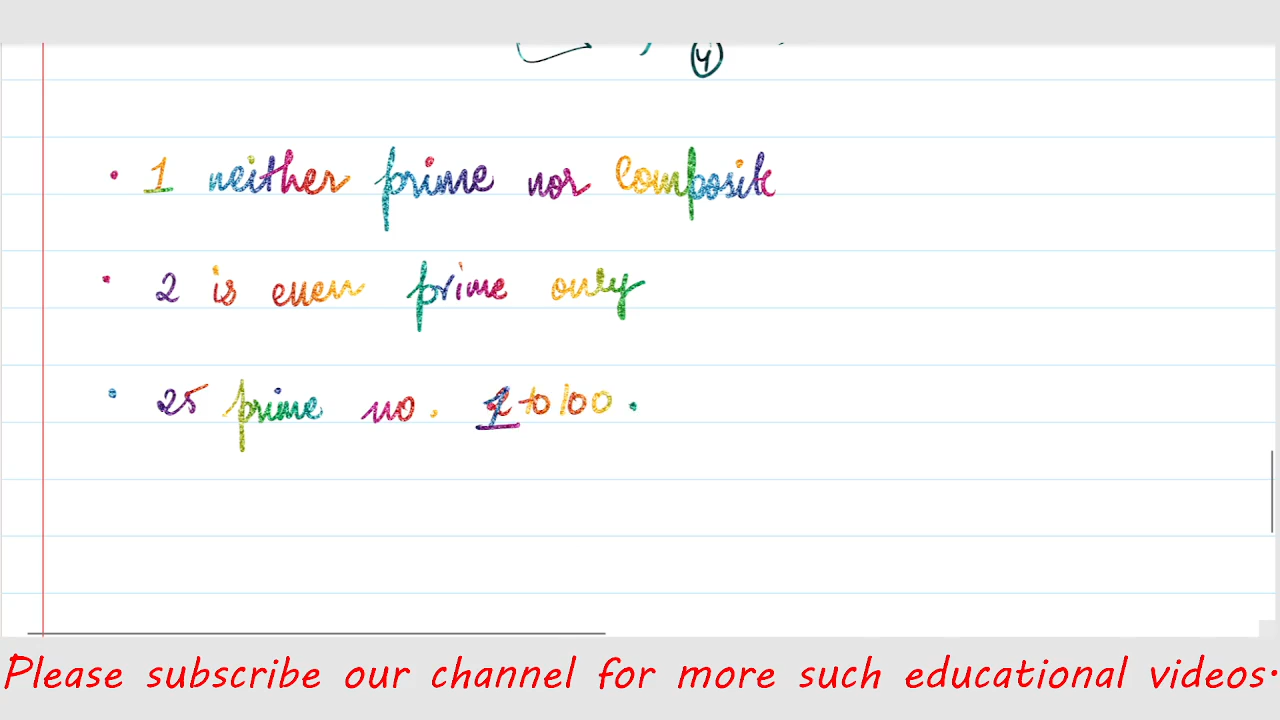 4
• 1 neither prime nor Composite
• 2 is even prime only
• 25 prime no. to 100.
Please subscribe our channel for more such educational videos.